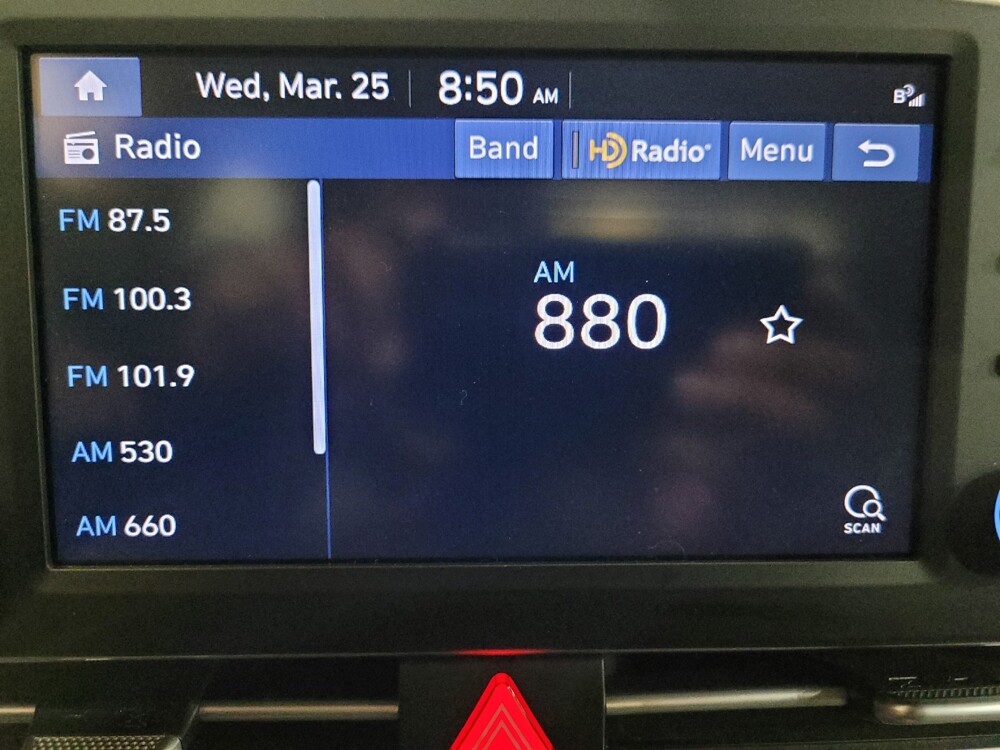 Wed, Mar. 25 8:50 AM B
Radio Band HD Radio® Menu
FM 87.5
FM 100.3
FM 101.9
AM 530
AM 660
AM
880
SCAN